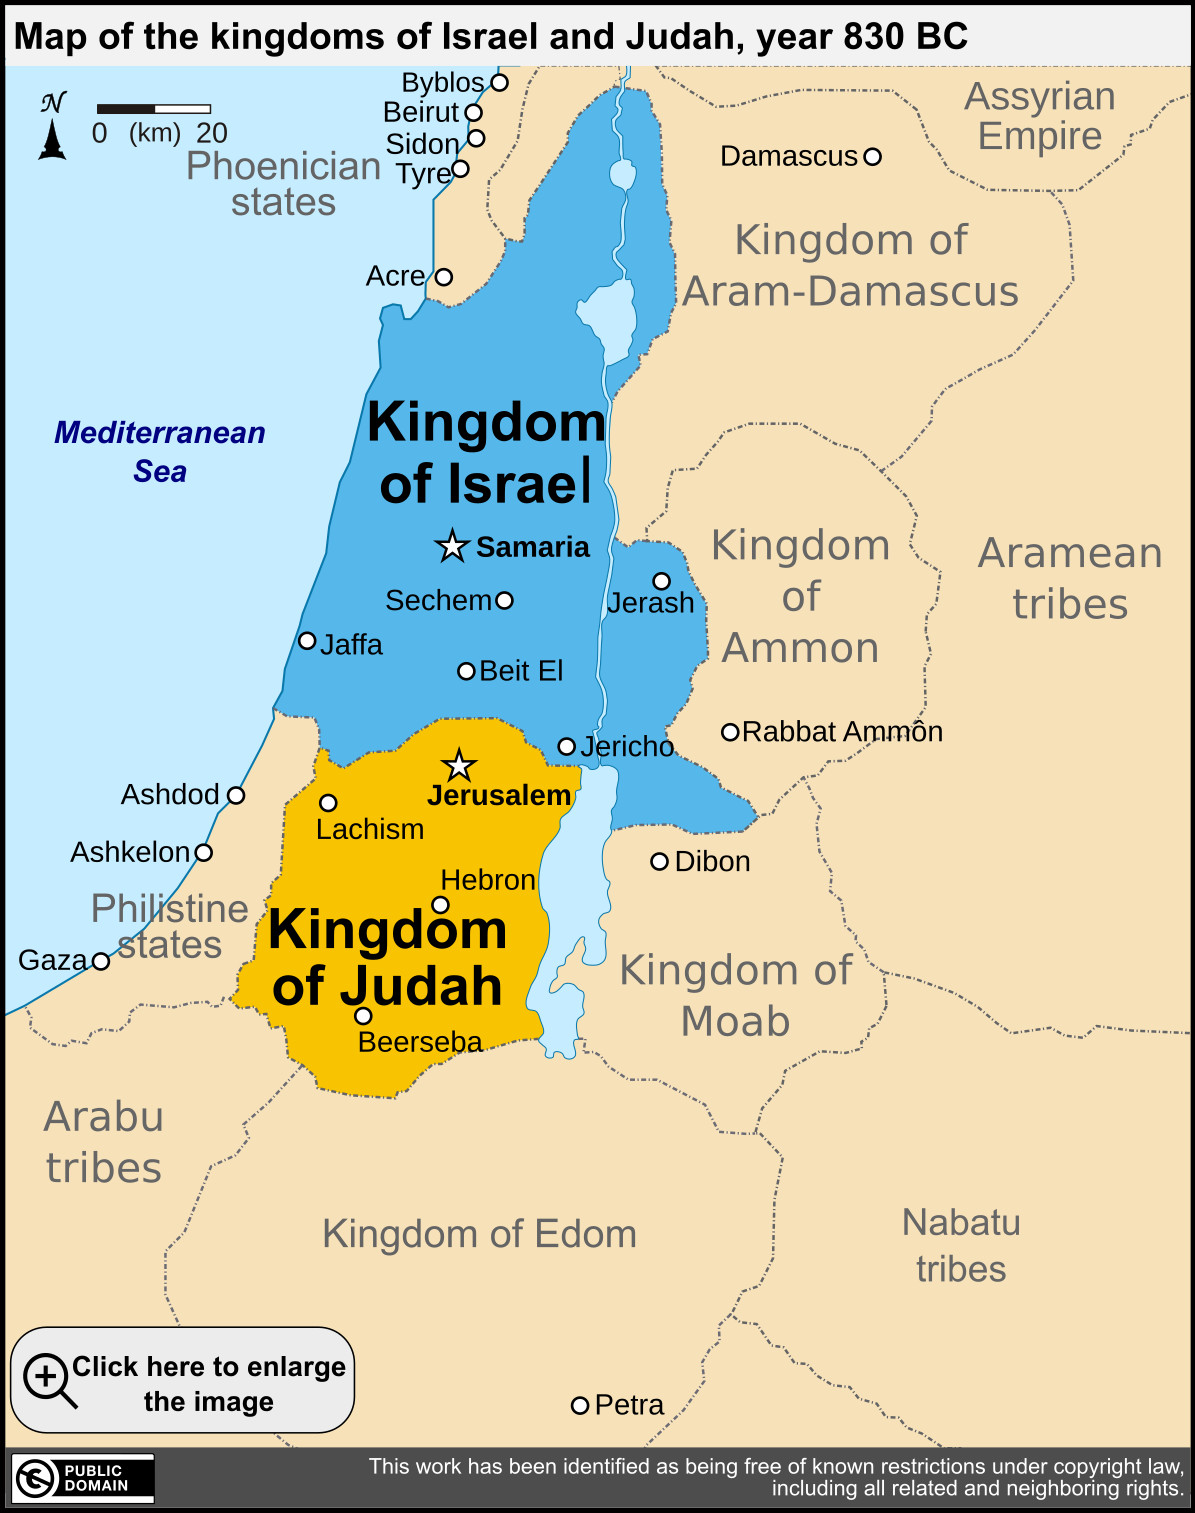 Map of the kingdoms of Israel and Judah, year 830 BC
N
0 (km) 20
Byblos
Beirut
Sidon
Tyre
Phoenician
states
Acre
Assyrian
Empire
Damascus
Kingdom of
Aram-Damascus
Mediterranean
Sea
Kingdom
of Israel
Samaria
Sechem
Jaffa
Beit El
Jerash
Jericho
Kingdom
of
Ammon
Aramean
tribes
Rabbat Ammôn
Jerusalem
Lachism
Hebron
Kingdom
of Judah
Beerseba
Ashdod
Ashkelon
Philistine
states
Gaza
Dibon
Kingdom of
Moab
Arabu
tribes
Kingdom of Edom
Nabatu
tribes
Petra
Click here to enlarge
the image
PUBLIC
DOMAIN
This work has been identified as being free of known restrictions under copyright law,
including all related and neighboring rights.